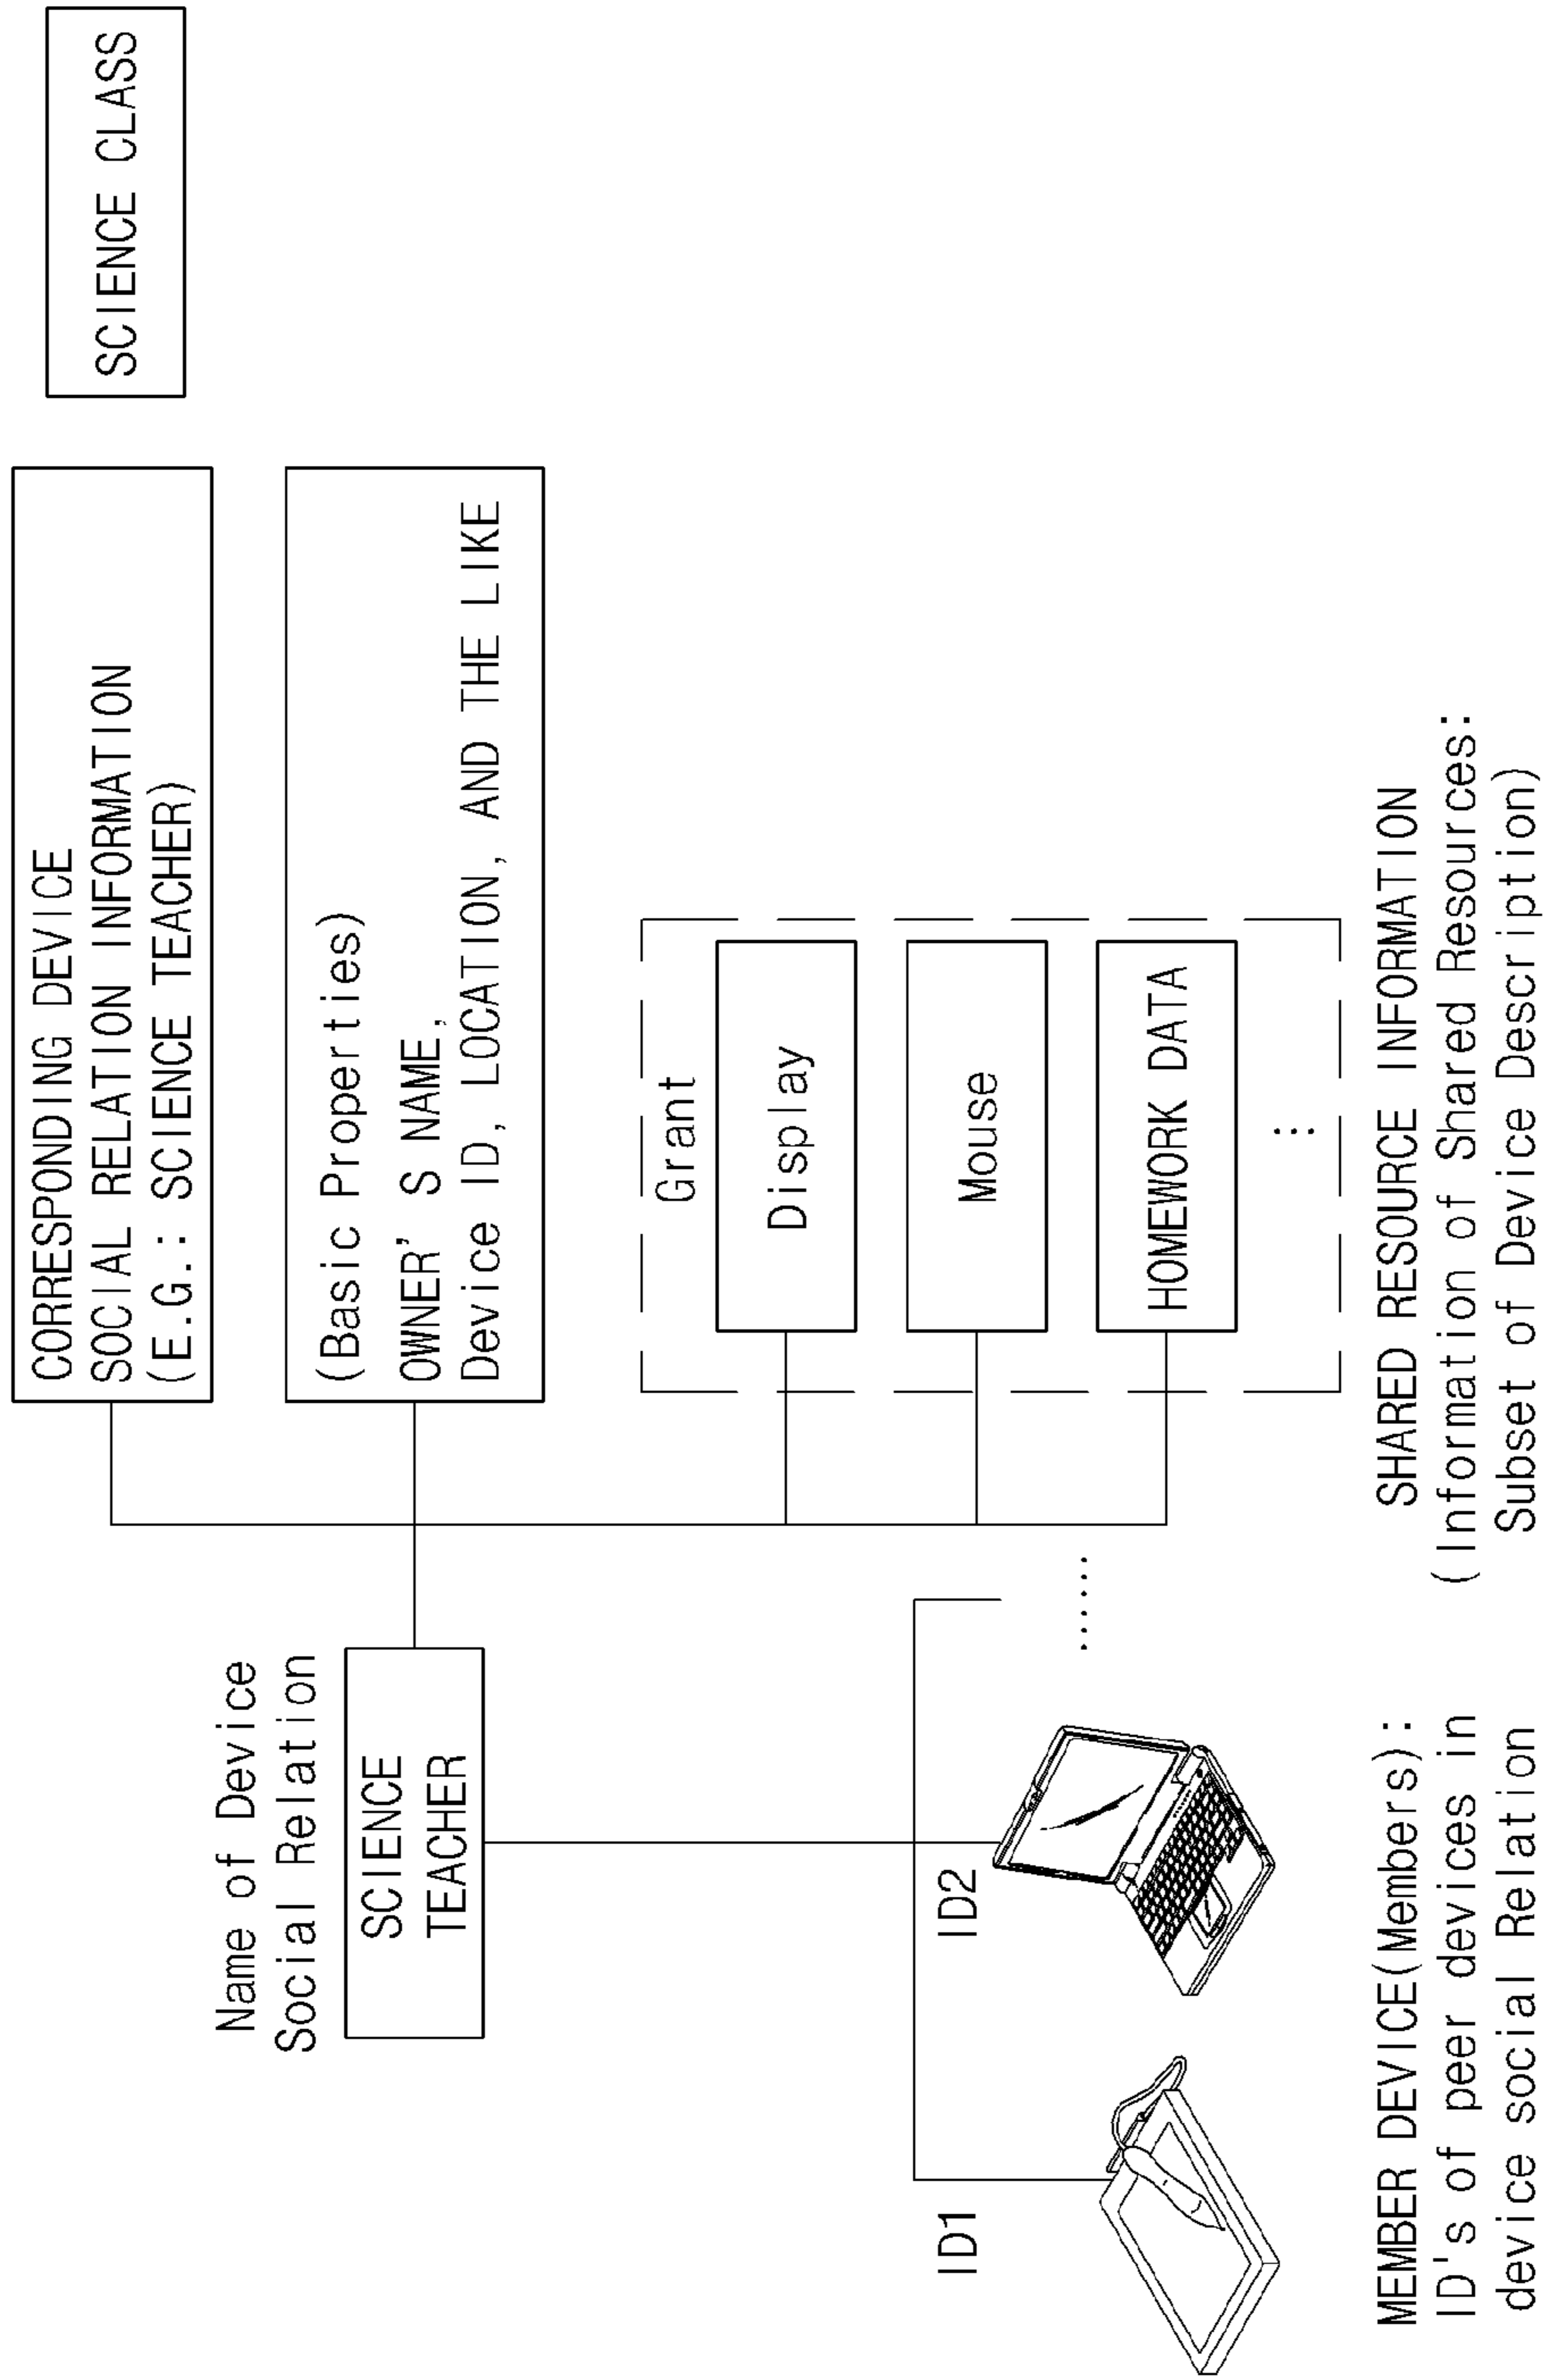 Name of Device
Social Relation
SCIENCE
TEACHER
CORRESPONDING DEVICE
SOCIAL RELATION INFORMATION
(E.G.: SCIENCE TEACHER)
SCIENCE CLASS
(Basic Properties)
OWNER' S NAME,
Device ID, LOCATION, AND THE LIKE
Grant
Display
Mouse
HOMEWORK DATA
⋮
ID1
ID2
......
MEMBER DEVICE(Members):
ID's of peer devices in
device social Relation
SHARED RESOURCE INFORMATION
(Information of Shared Resources:
Subset of Device Description)